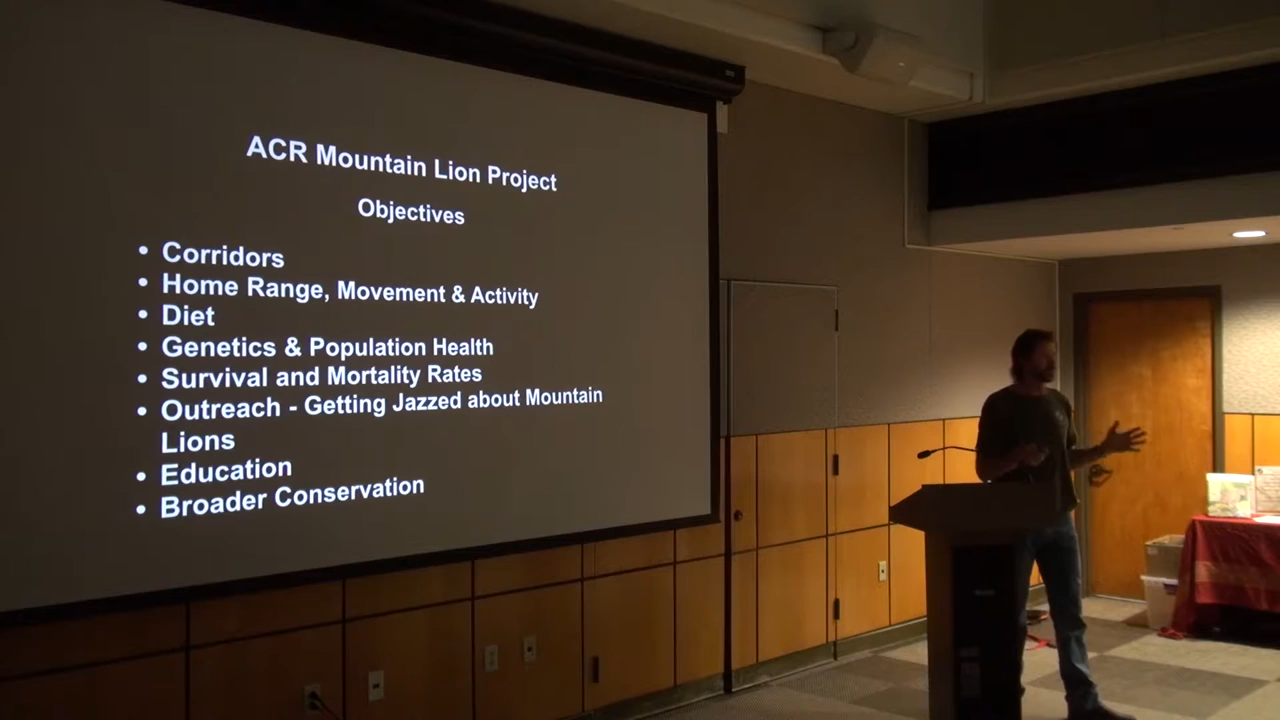 ACR Mountain Lion Project
Objectives
• Corridors
• Home Range, Movement & Activity
• Diet
• Genetics & Population Health
• Survival and Mortality Rates
• Outreach - Getting Jazzed about Mountain
Lions
• Education
• Broader Conservation